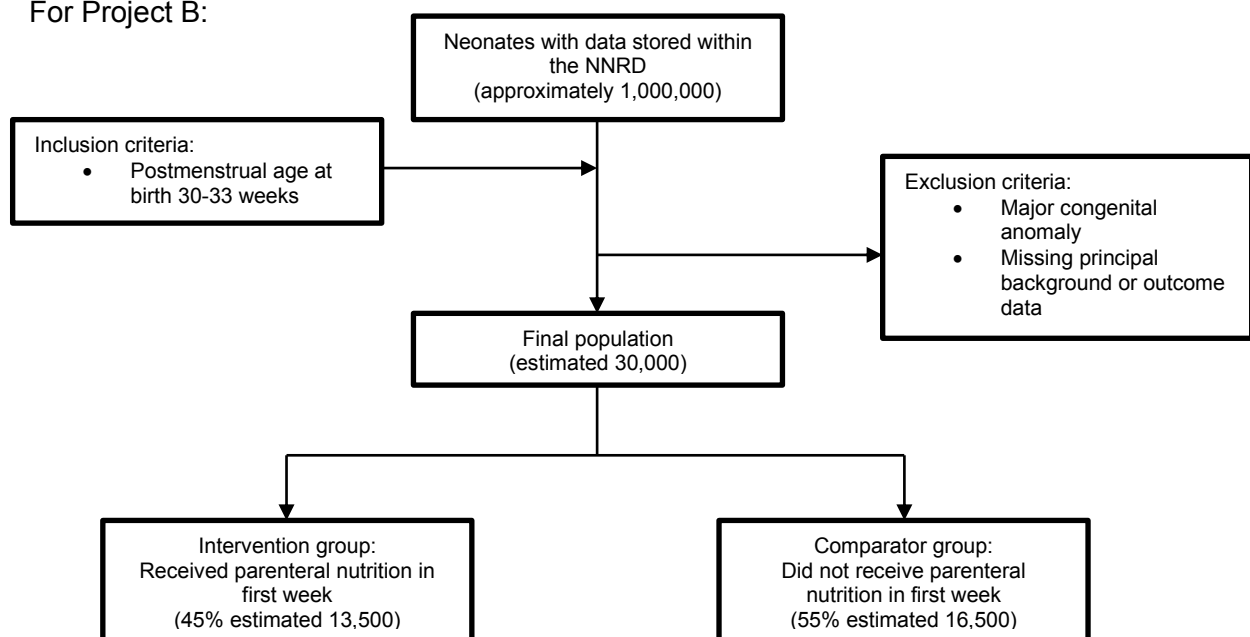 For Project B:
Neonates with data stored within
the NNRD
(approximately 1,000,000)
Inclusion criteria:
• Postmenstrual age at
birth 30-33 weeks
Exclusion criteria:
• Major congenital
anomaly
• Missing principal
background or outcome
data
Final population
(estimated 30,000)
Intervention group:
Received parenteral nutrition in
first week
(45% estimated 13,500)
Comparator group:
Did not receive parenteral
nutrition in first week
(55% estimated 16,500)